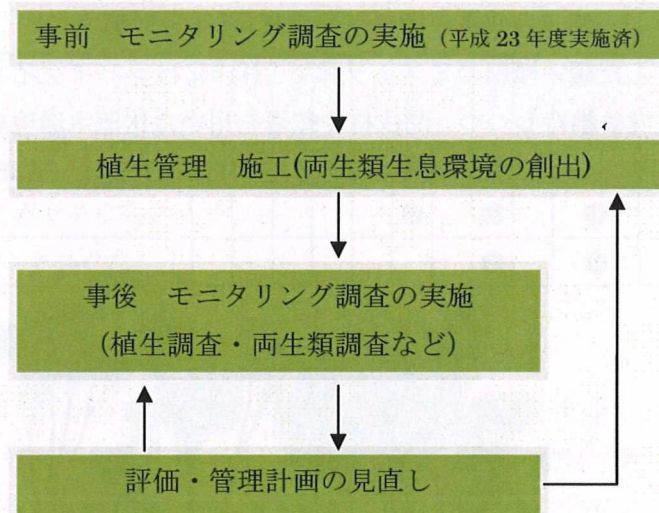 事前　モニタリング調査の実施（平成 23 年度実施済）
植生管理　施工(両生類生息環境の創出)
事後　モニタリング調査の実施
(植生調査・両生類調査など)
評価・管理計画の見直し